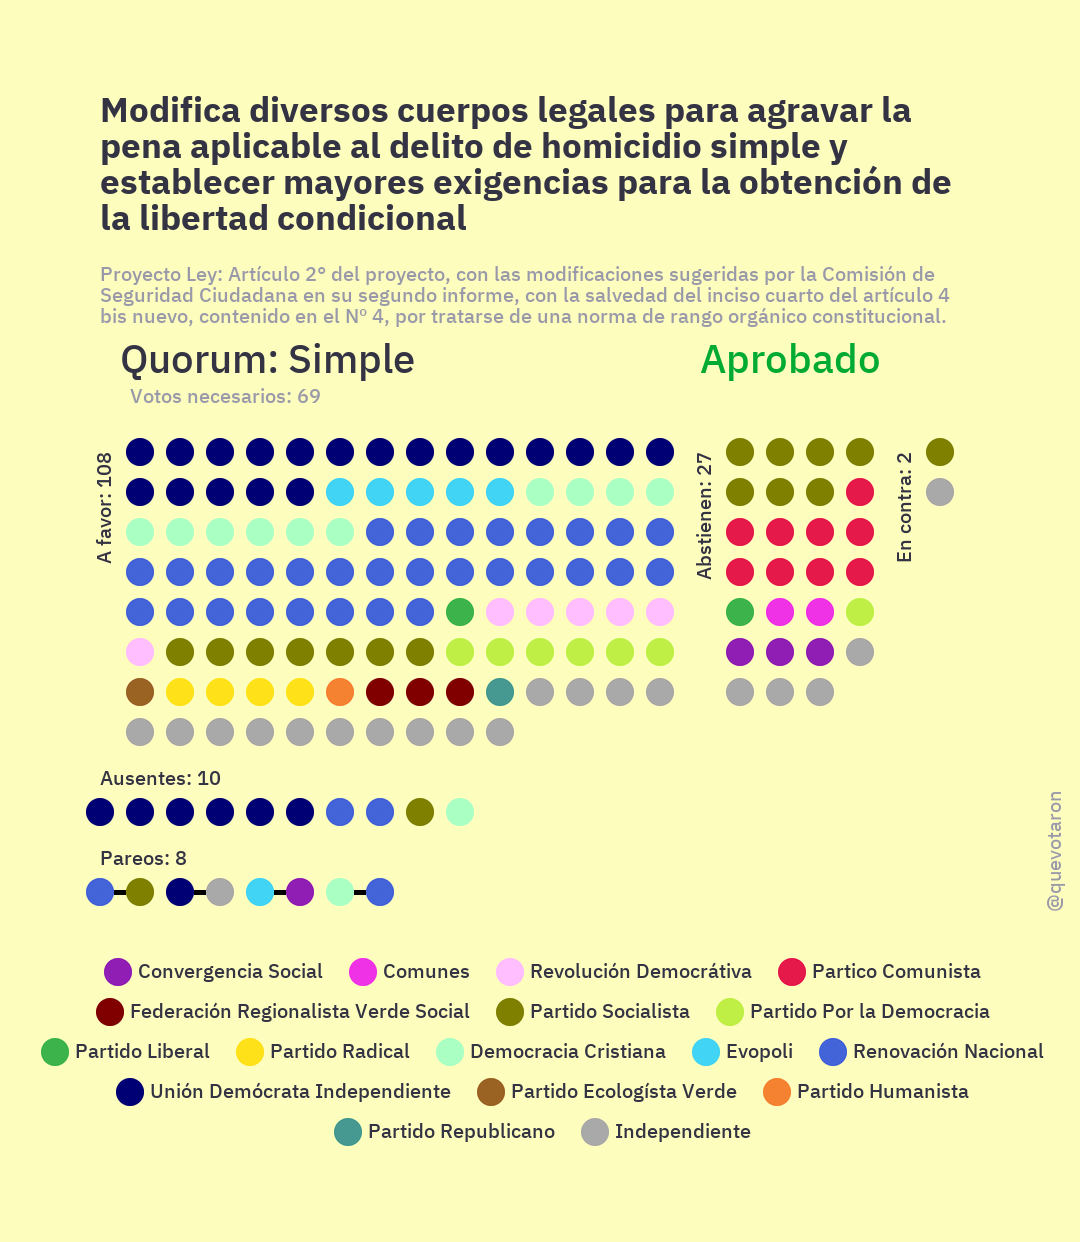 Modifica diversos cuerpos legales para agravar la
pena aplicable al delito de homicidio simple y
establecer mayores exigencias para la obtención de
la libertad condicional
Proyecto Ley: Artículo 2° del proyecto, con las modificaciones sugeridas por la Comisión de
Seguridad Ciudadana en su segundo informe, con la salvedad del inciso cuarto del artículo 4
bis nuevo, contenido en el Nº 4, por tratarse de una norma de rango orgánico constitucional.
Quorum: Simple
Aprobado
Votos necesarios: 69
A favor: 108
Abstienen: 27
En contra: 2
Ausentes: 10
Pareos: 8
@quevotaron
Convergencia Social
Comunes
Revolución Democrátiva
Partico Comunista
Federación Regionalista Verde Social
Partido Socialista
Partido Por la Democracia
Partido Liberal
Partido Radical
Democracia Cristiana
Evopoli
Renovación Nacional
Unión Demócrata Independiente
Partido Ecologísta Verde
Partido Humanista
Partido Republicano
Independiente